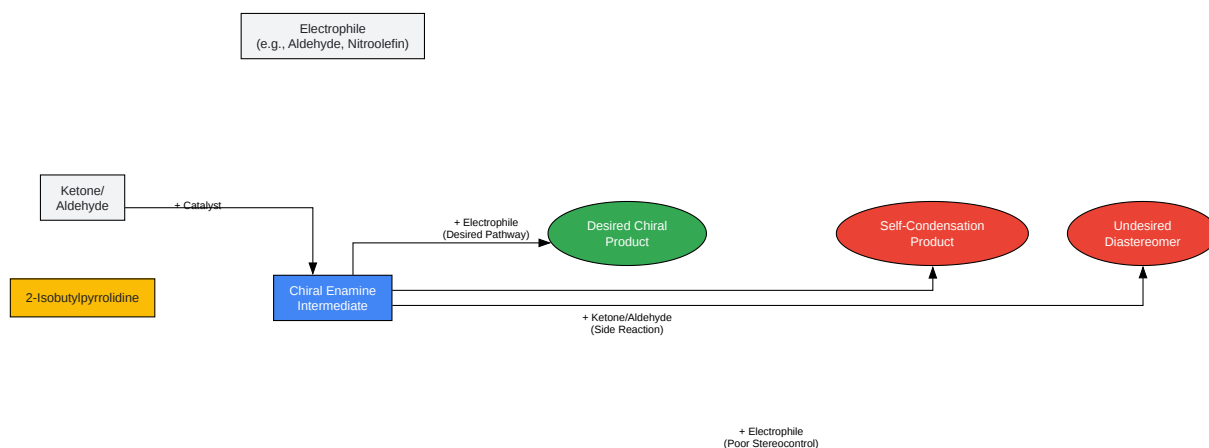 Electrophile
(e.g., Aldehyde, Nitroolefin)
Ketone/
Aldehyde
+ Catalyst
+ Electrophile
(Desired Pathway)
Desired Chiral
Product
Self-Condensation
Product
Undesired
Diastereomer
2-Isobutylpyrrolidine
Chiral Enamine
Intermediate
+ Ketone/Aldehyde
(Side Reaction)
+ Electrophile
(Poor Stereocontrol)